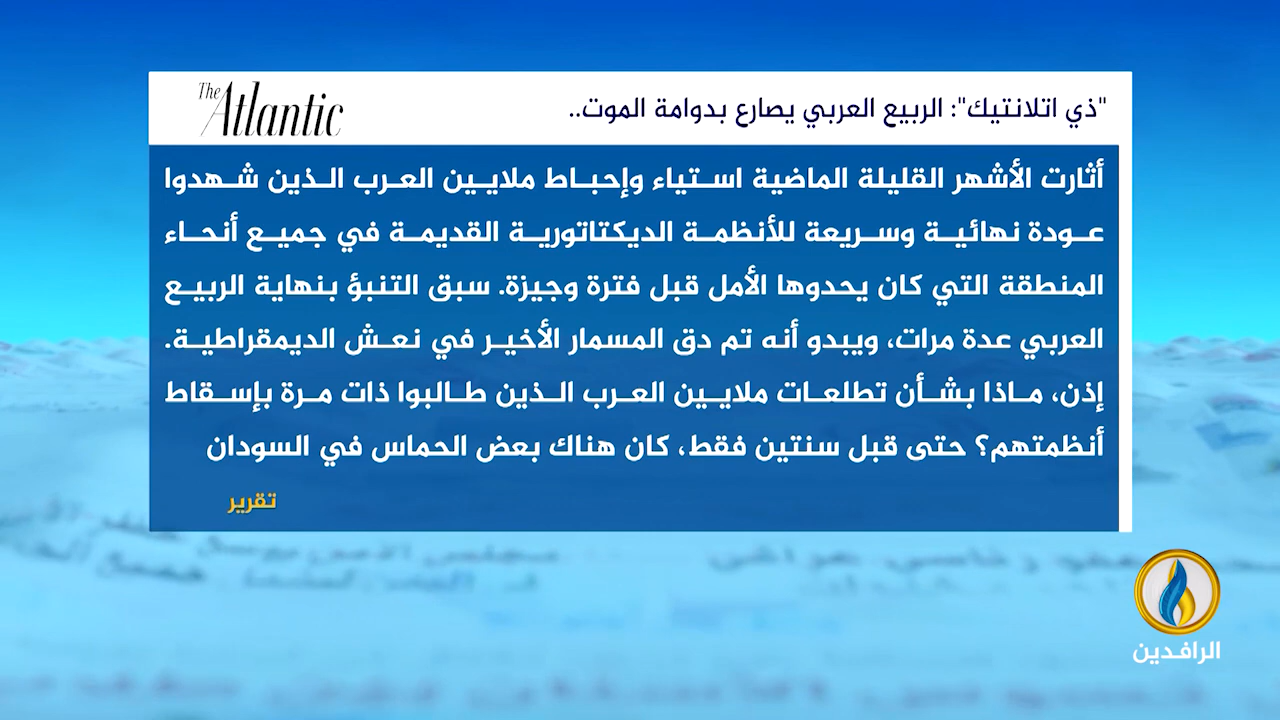 The Atlantic
"ذي اتلانتيك": الربيع العربي يصارع بدوامة الموت..
أثارت الأشهر القليلة الماضية استياء وإحباط ملايين العرب الذين شهدوا
عودة نهائية وسريعة للأنظمة الديكتاتورية القديمة في جميع أنحاء
المنطقة التي كان يحدوها الأمل قبل فترة وجيزة. سبق التنبؤ بنهاية الربيع
العربي عدة مرات، ويبدو أنه تم دق المسمار الأخير في نعش الديمقراطية.
إذن، ماذا بشأن تطلعات ملايين العرب الذين طالبوا ذات مرة بإسقاط
أنظمتهم؟ حتى قبل سنتين فقط، كان هناك بعض الحماس في السودان
تقرير
الرافدين